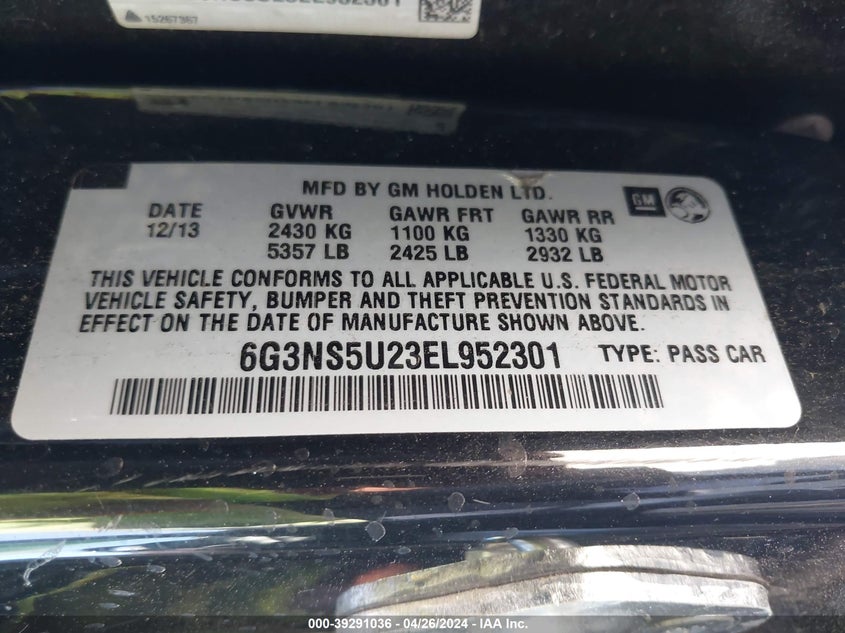 15267367
MFD BY GM HOLDEN LTD.
GM
DATE GVWR GAWR FRT GAWR RR
12/13 2430 KG 1100 KG 1330 KG
5357 LB 2425 LB 2932 LB
THIS VEHICLE CONFORMS TO ALL APPLICABLE U.S. FEDERAL MOTOR
VEHICLE SAFETY, BUMPER AND THEFT PREVENTION STANDARDS IN
EFFECT ON THE DATE OF MANUFACTURE SHOWN ABOVE.
6G3NS5U23EL952301 TYPE: PASS CAR
000-39291036 - 04/26/2024 - IAA Inc.